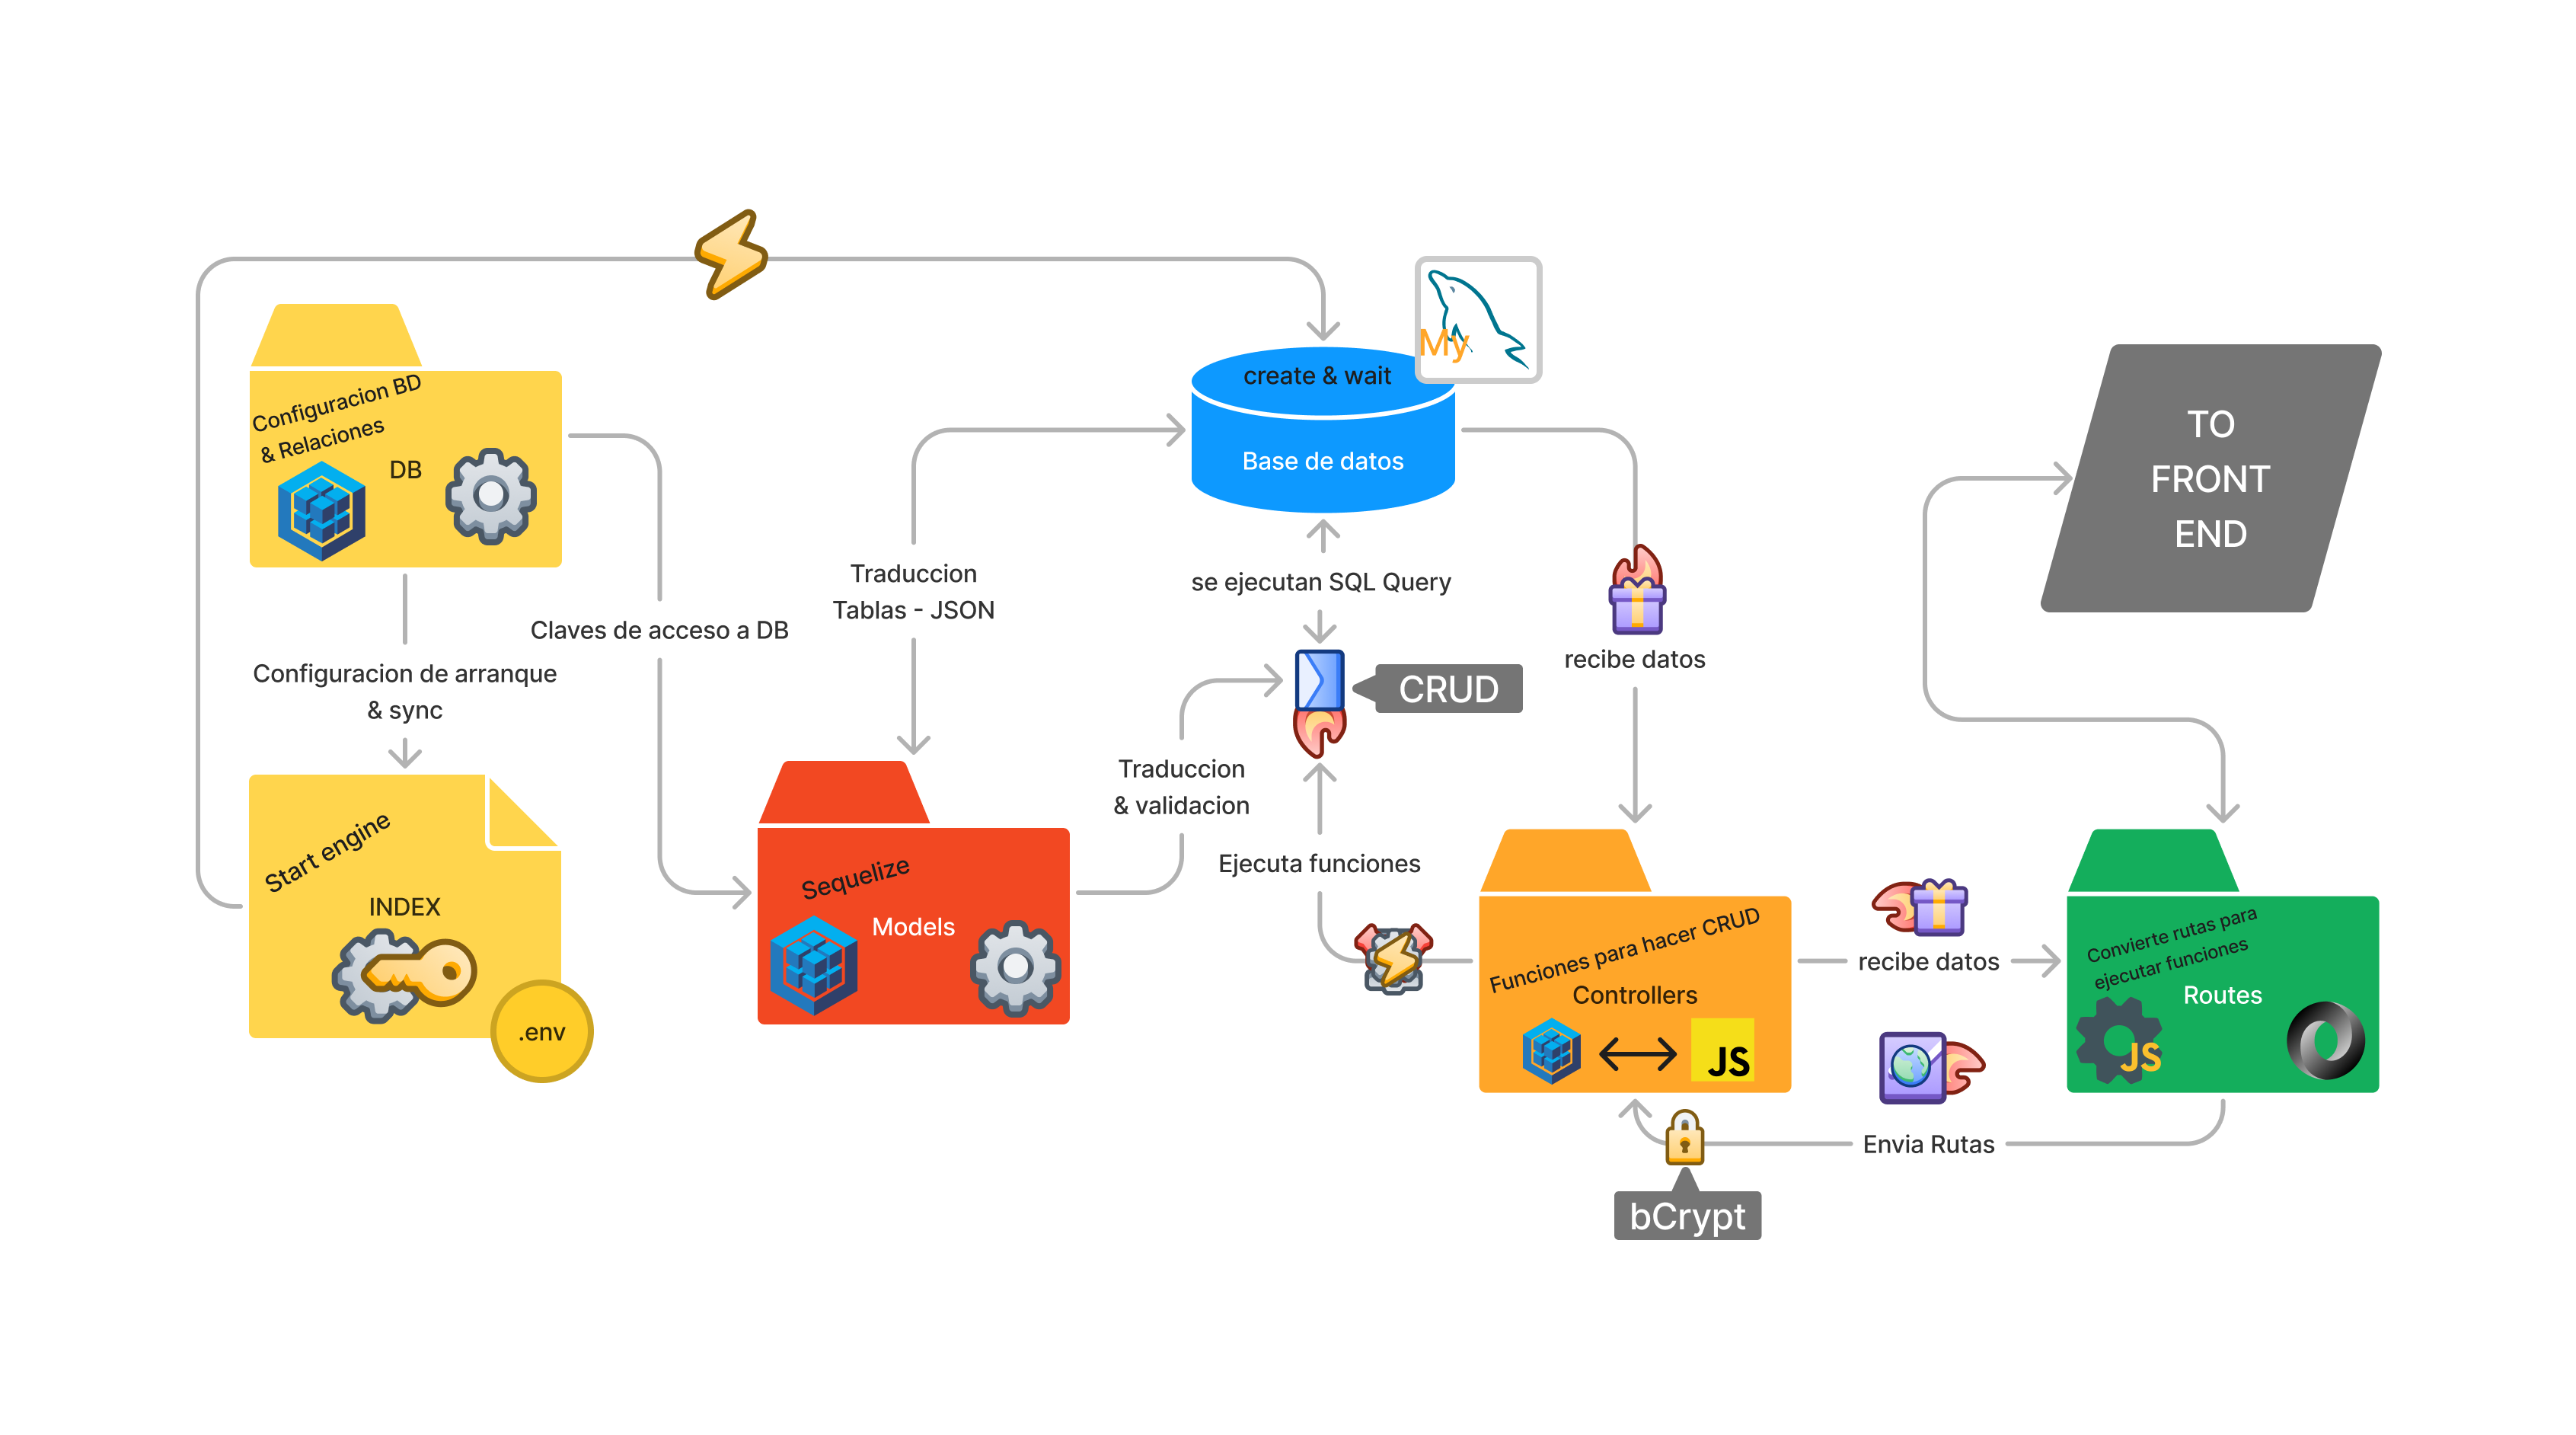 My
create & wait
Base de datos
Configuracion BD
& Relaciones
DB
Configuracion de arranque
& sync
Claves de acceso a DB
Start engine
INDEX
.env
Traduccion
Tablas - JSON
Sequelize
Models
Traduccion
& validacion
se ejecutan SQL Query
CRUD
Ejecuta funciones
recibe datos
Funciones para hacer CRUD
Controllers
JS
recibe datos
Envia Rutas
bCrypt
TO
FRONT
END
Convierte rutas para
ejecutar funciones
Routes
JS